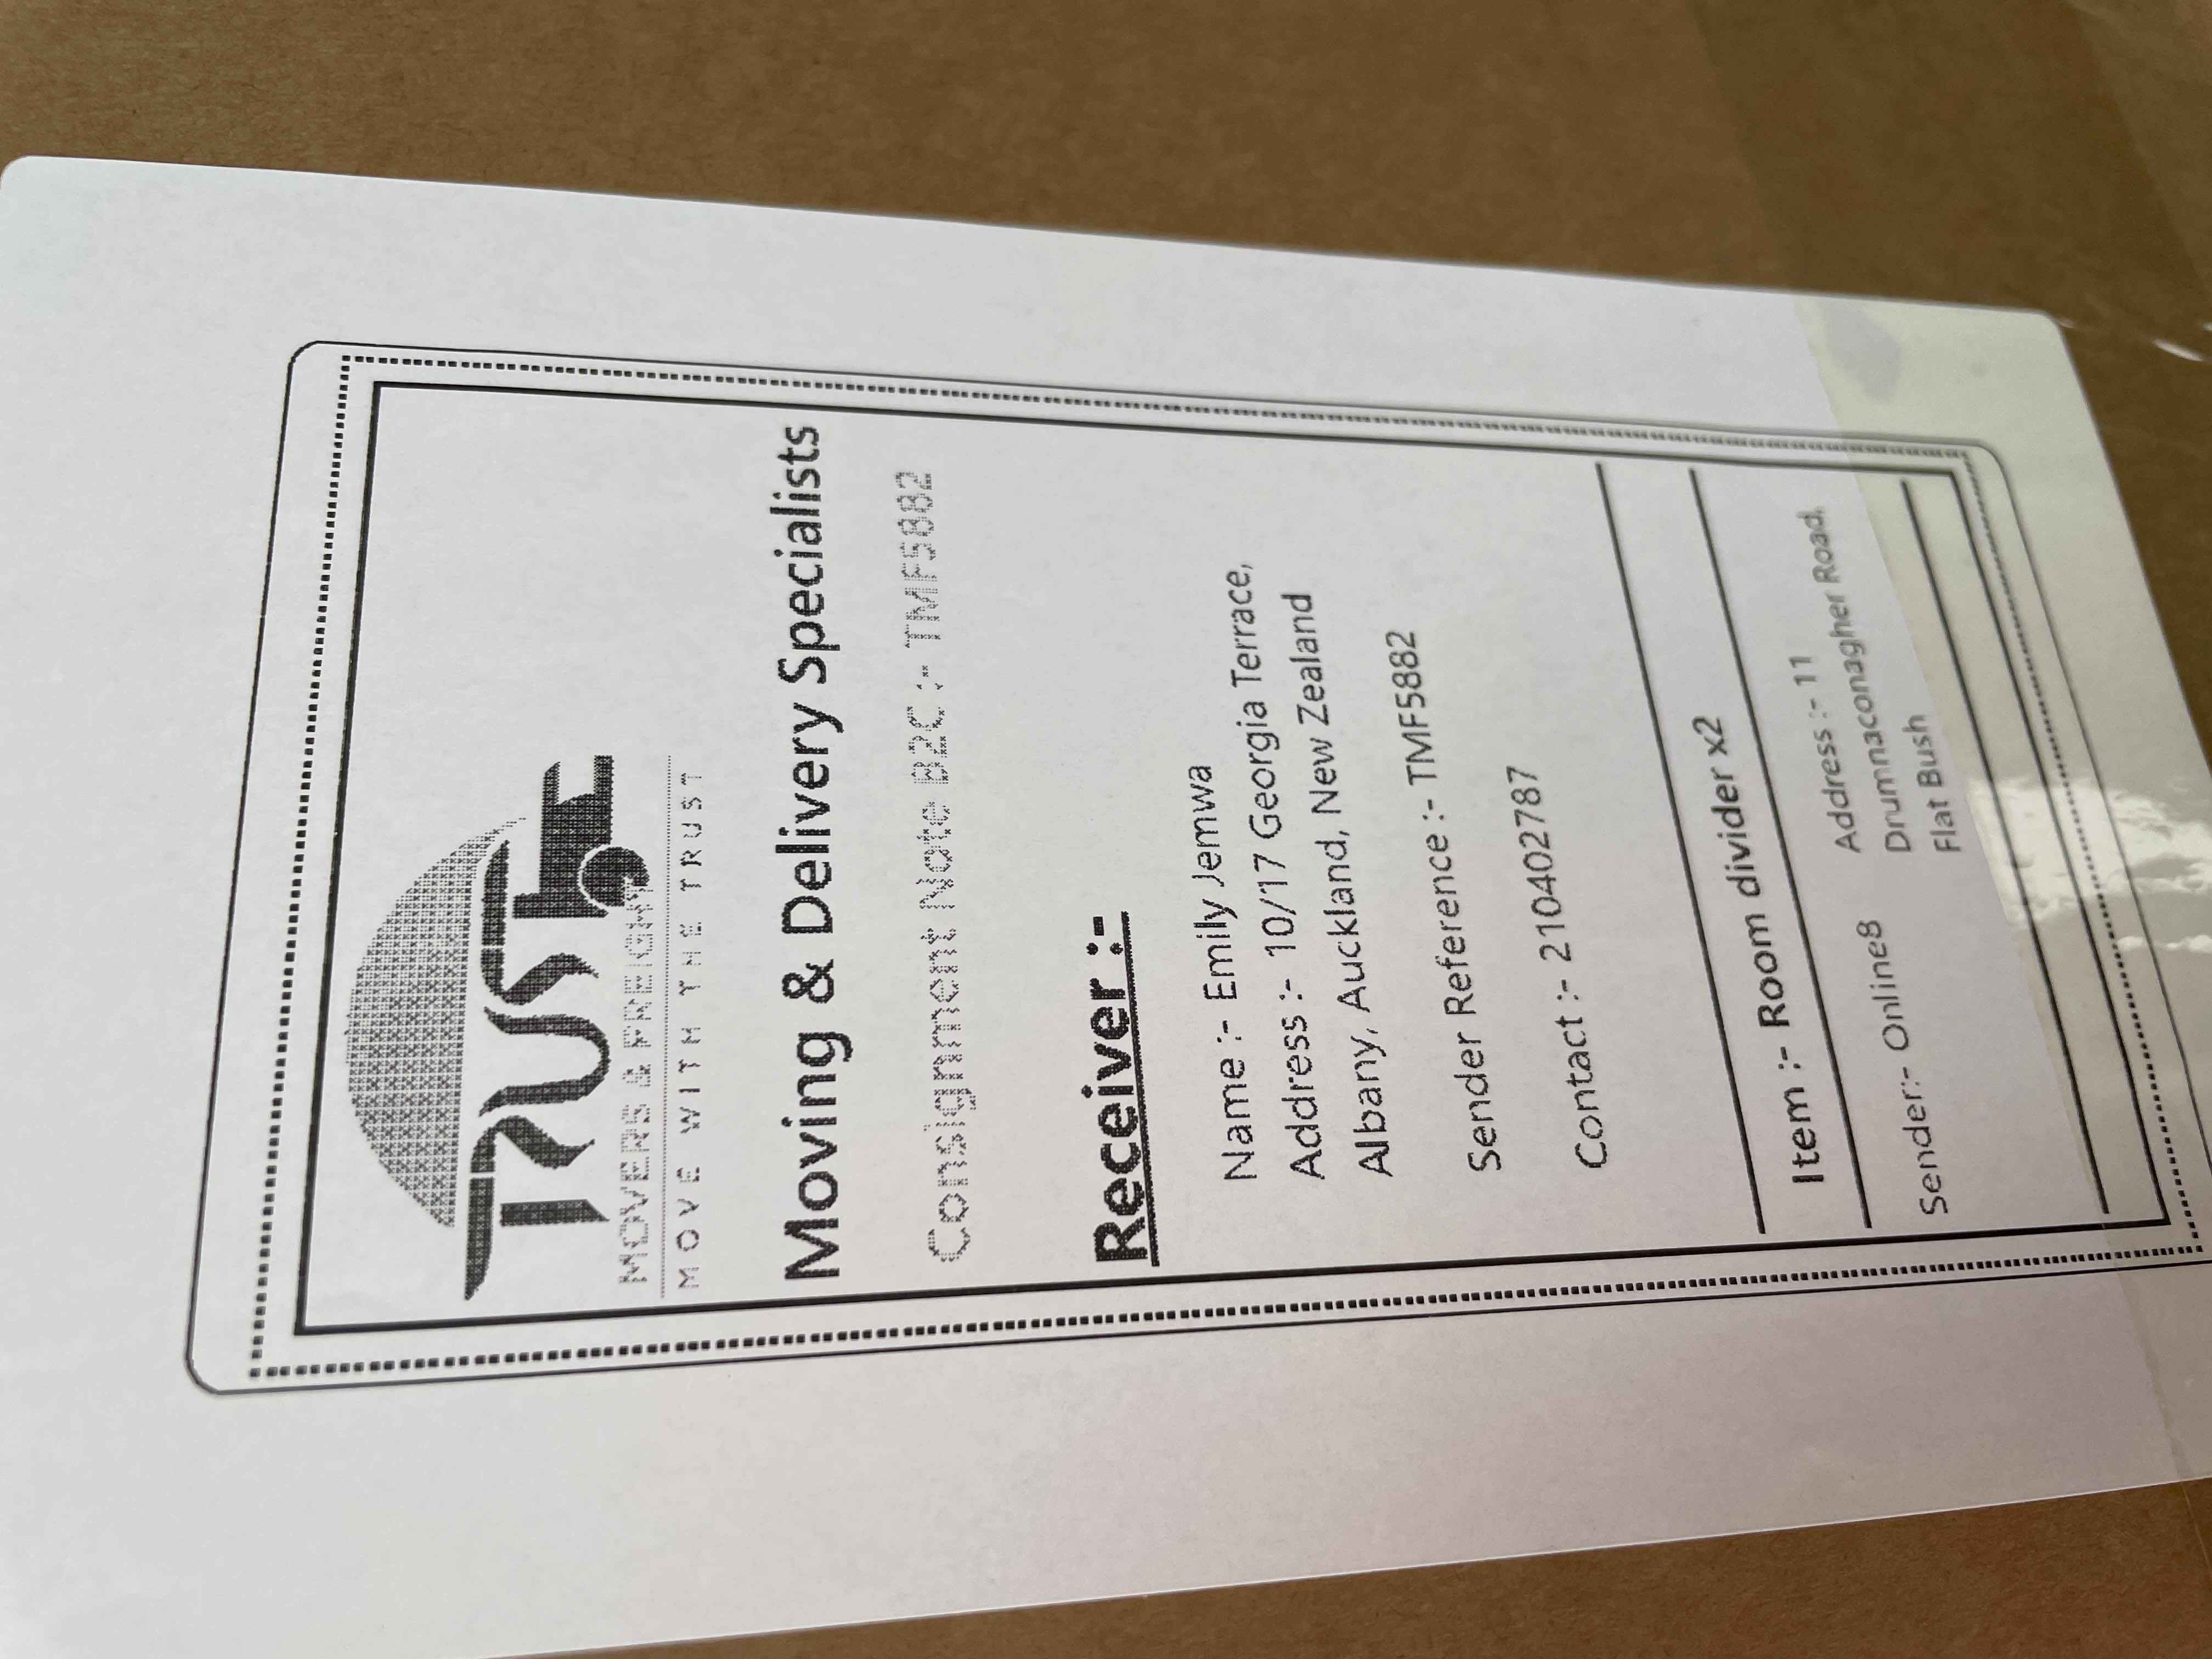 TRUST
MOVERS & FREIGHT
MOVE WITH THE TRUST
Moving & Delivery Specialists
Consignment Note B2C :- TMF5882
Receiver :-
Name :- Emily Jemwa
Address :- 10/17 Georgia Terrace,
Albany, Auckland, New Zealand
Sender Reference :- TMF5882
Contact :- 210402787
Item :- Room divider x2
Sender:- Online8
Address :- 11
Drumnaconagher Road,
Flat Bush